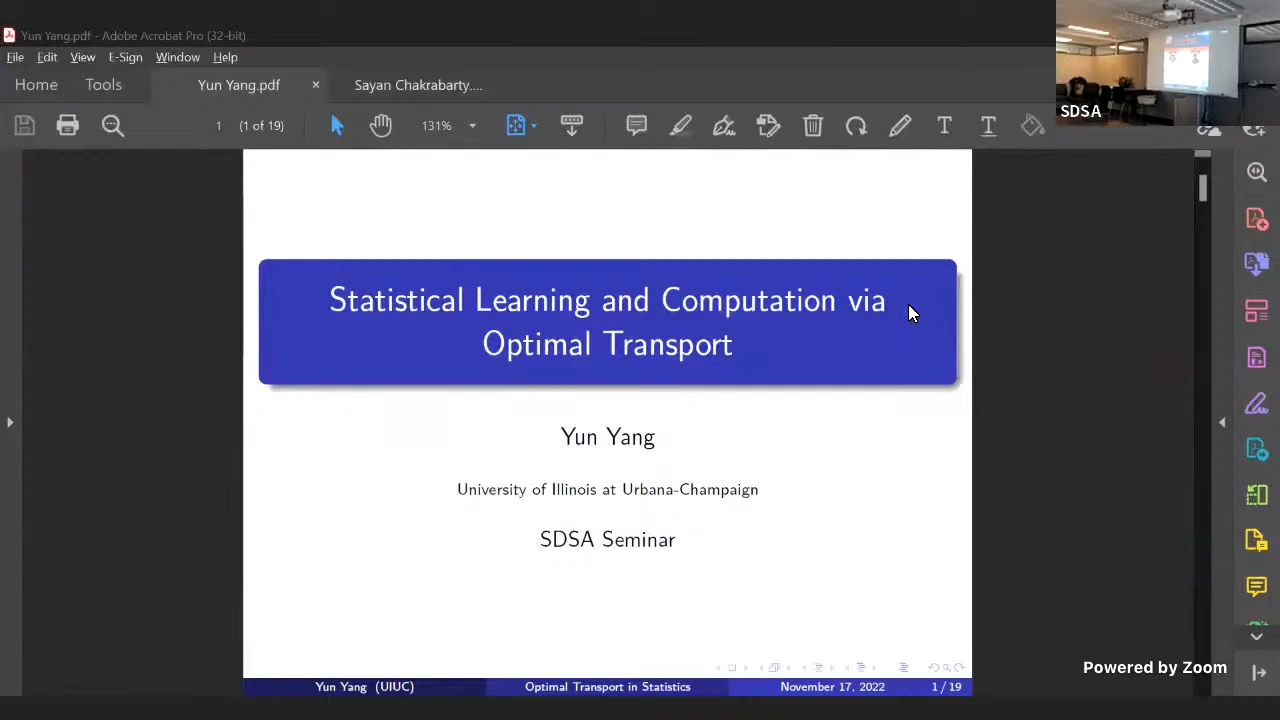 Yun Yang.pdf - Adobe Acrobat Pro (32-bit)
File Edit View E-Sign Window Help
Home Tools Yun Yang.pdf × Sayan Chakrabarty....
SDSA
1 (1 of 19) 131%
Statistical Learning and Computation via
Optimal Transport
Yun Yang
University of Illinois at Urbana-Champaign
SDSA Seminar
Powered by Zoom
Yun Yang (UIUC) Optimal Transport in Statistics November 17, 2022 1 / 19